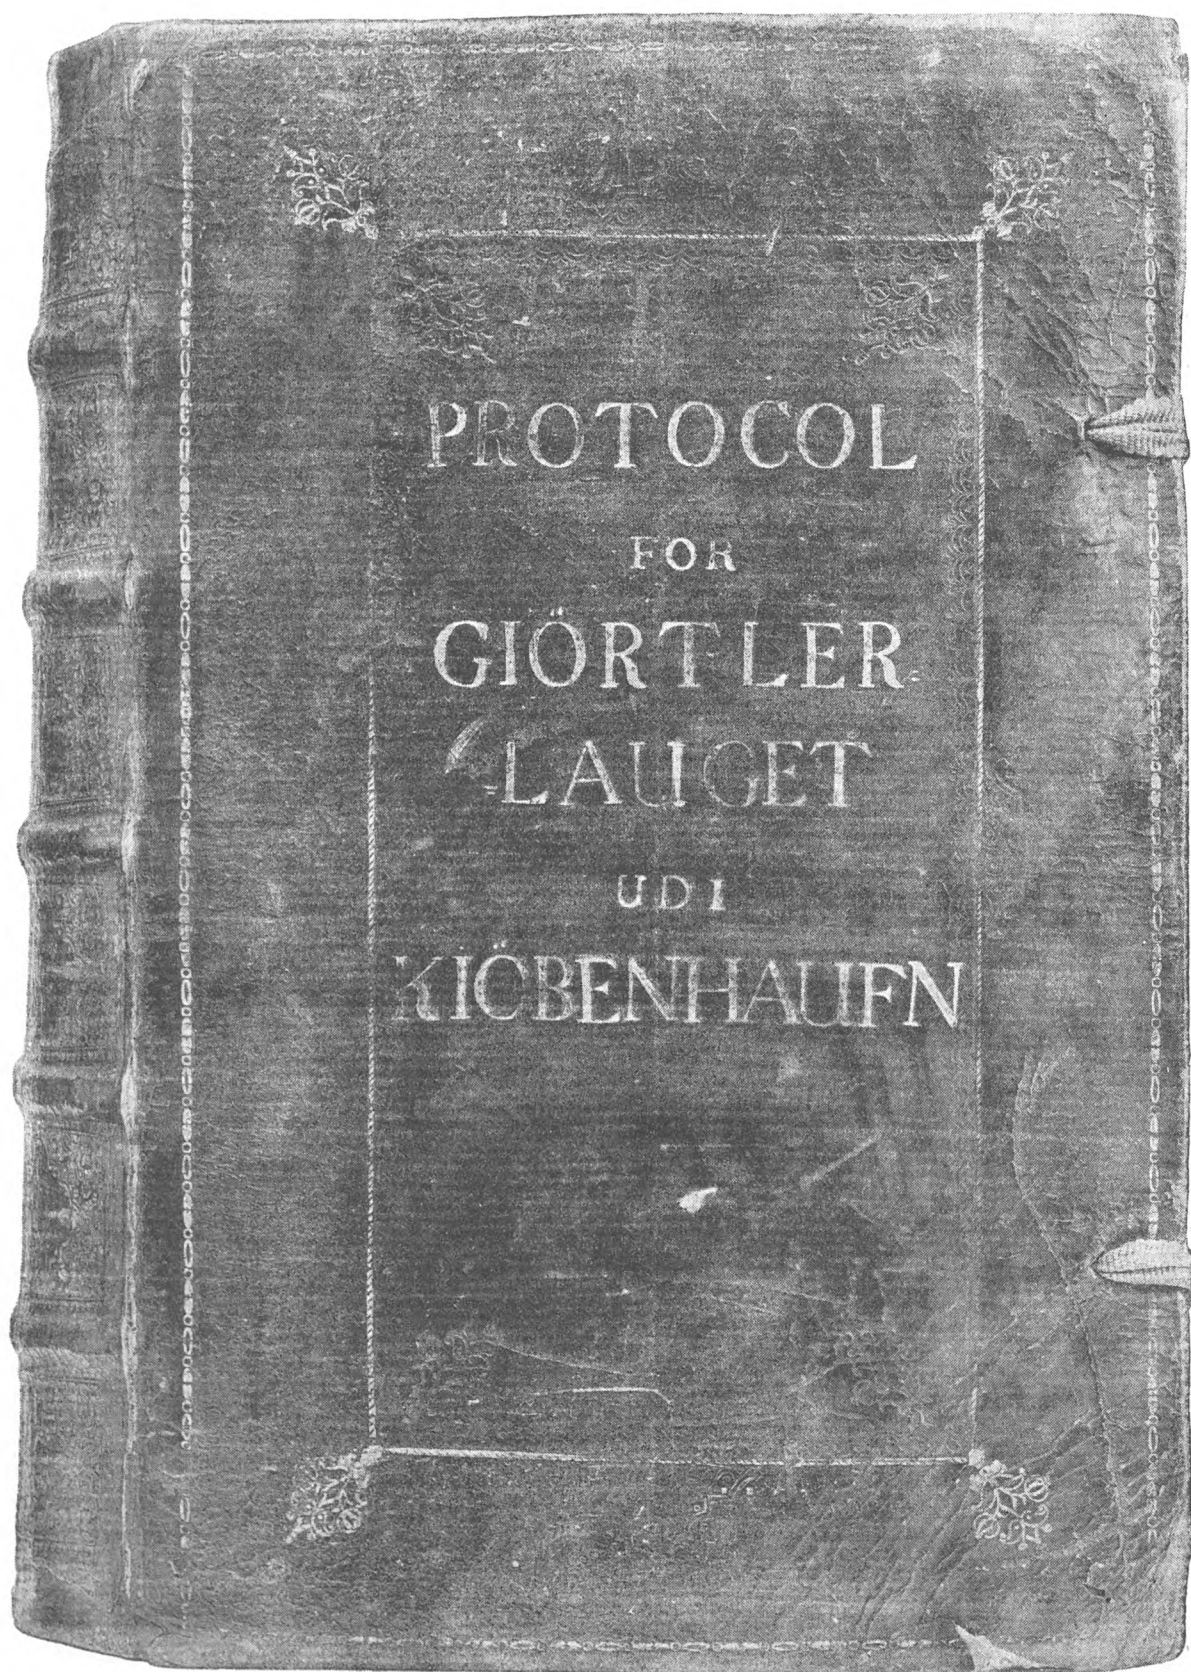 PROTOCOL
FOR
GIÖRTLER-
-LAUGET
UDI
KIÖBENHAUFN